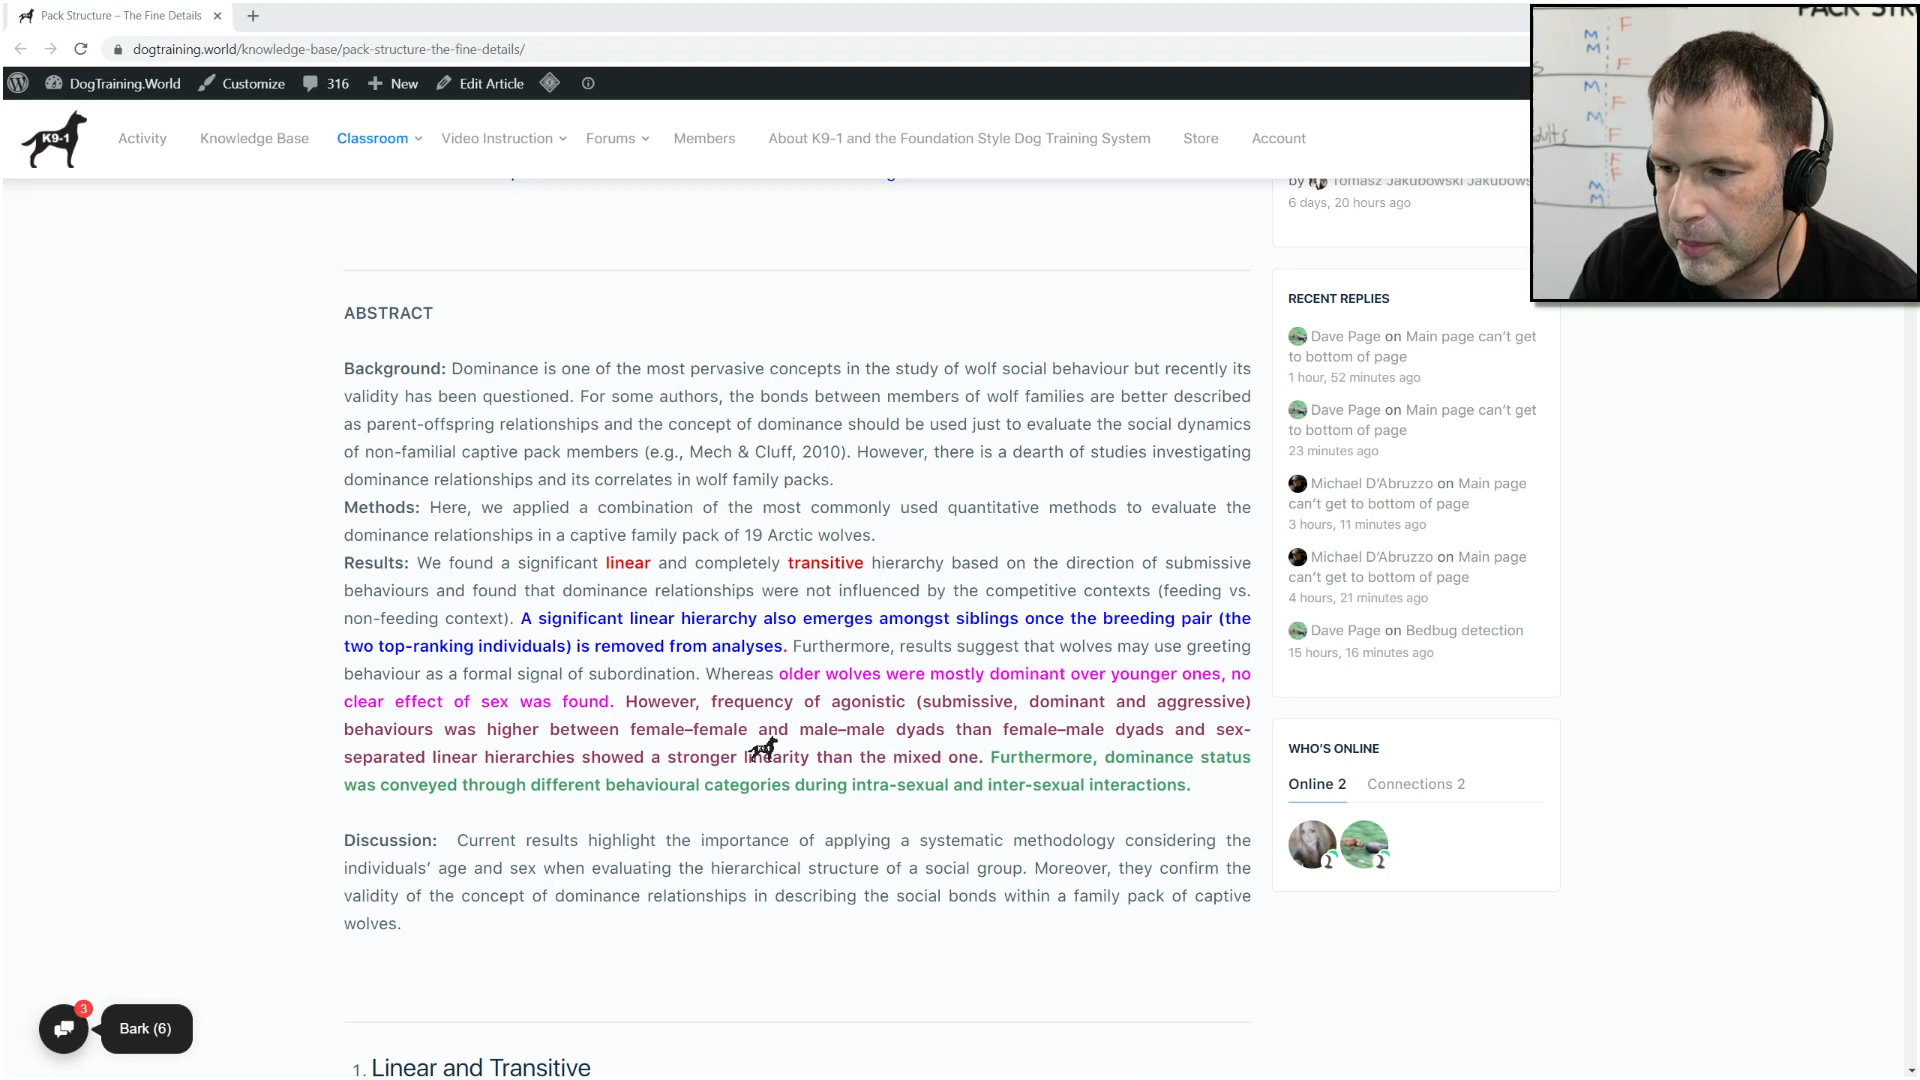 Pack Structure – The Fine Details
dogtraining.world/knowledge-base/pack-structure-the-fine-details/
DogTraining.World Customize 316 New Edit Article
K9-1
Activity Knowledge Base Classroom Video Instruction Forums Members About K9-1 and the Foundation Style Dog Training System Store Account
by Tomasz Jakubowski Jakubows
6 days, 20 hours ago
ABSTRACT
Background: Dominance is one of the most pervasive concepts in the study of wolf social behaviour but recently its
validity has been questioned. For some authors, the bonds between members of wolf families are better described
as parent-offspring relationships and the concept of dominance should be used just to evaluate the social dynamics
of non-familial captive pack members (e.g., Mech & Cluff, 2010). However, there is a dearth of studies investigating
dominance relationships and its correlates in wolf family packs.
Methods: Here, we applied a combination of the most commonly used quantitative methods to evaluate the
dominance relationships in a captive family pack of 19 Arctic wolves.
Results: We found a significant linear and completely transitive hierarchy based on the direction of submissive
behaviours and found that dominance relationships were not influenced by the competitive contexts (feeding vs.
non-feeding context). A significant linear hierarchy also emerges amongst siblings once the breeding pair (the
two top-ranking individuals) is removed from analyses. Furthermore, results suggest that wolves may use greeting
behaviour as a formal signal of subordination. Whereas older wolves were mostly dominant over younger ones, no
clear effect of sex was found. However, frequency of agonistic (submissive, dominant and aggressive)
behaviours was higher between female–female and male–male dyads than female–male dyads and sex-
separated linear hierarchies showed a stronger linearity than the mixed one. Furthermore, dominance status
was conveyed through different behavioural categories during intra-sexual and inter-sexual interactions.
Discussion: Current results highlight the importance of applying a systematic methodology considering the
individuals’ age and sex when evaluating the hierarchical structure of a social group. Moreover, they confirm the
validity of the concept of dominance relationships in describing the social bonds within a family pack of captive
wolves.
1. Linear and Transitive
RECENT REPLIES
Dave Page on Main page can’t get
to bottom of page
1 hour, 52 minutes ago
Dave Page on Main page can’t get
to bottom of page
23 minutes ago
Michael D’Abruzzo on Main page
can’t get to bottom of page
3 hours, 11 minutes ago
Michael D’Abruzzo on Main page
can’t get to bottom of page
4 hours, 21 minutes ago
Dave Page on Bedbug detection
15 hours, 16 minutes ago
WHO’S ONLINE
Online 2 Connections 2
3
Bark (6)
PACK STR
F
M
M
F
M
F
M
F
F
F
M
M